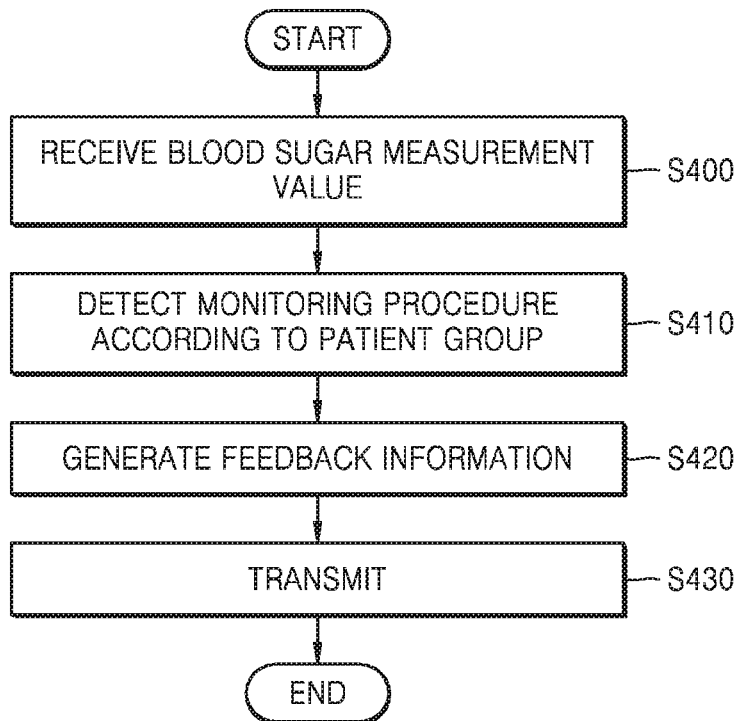 START
RECEIVE BLOOD SUGAR MEASUREMENT
VALUE
S400
DETECT MONITORING PROCEDURE
ACCORDING TO PATIENT GROUP
S410
GENERATE FEEDBACK INFORMATION
S420
TRANSMIT
S430
END